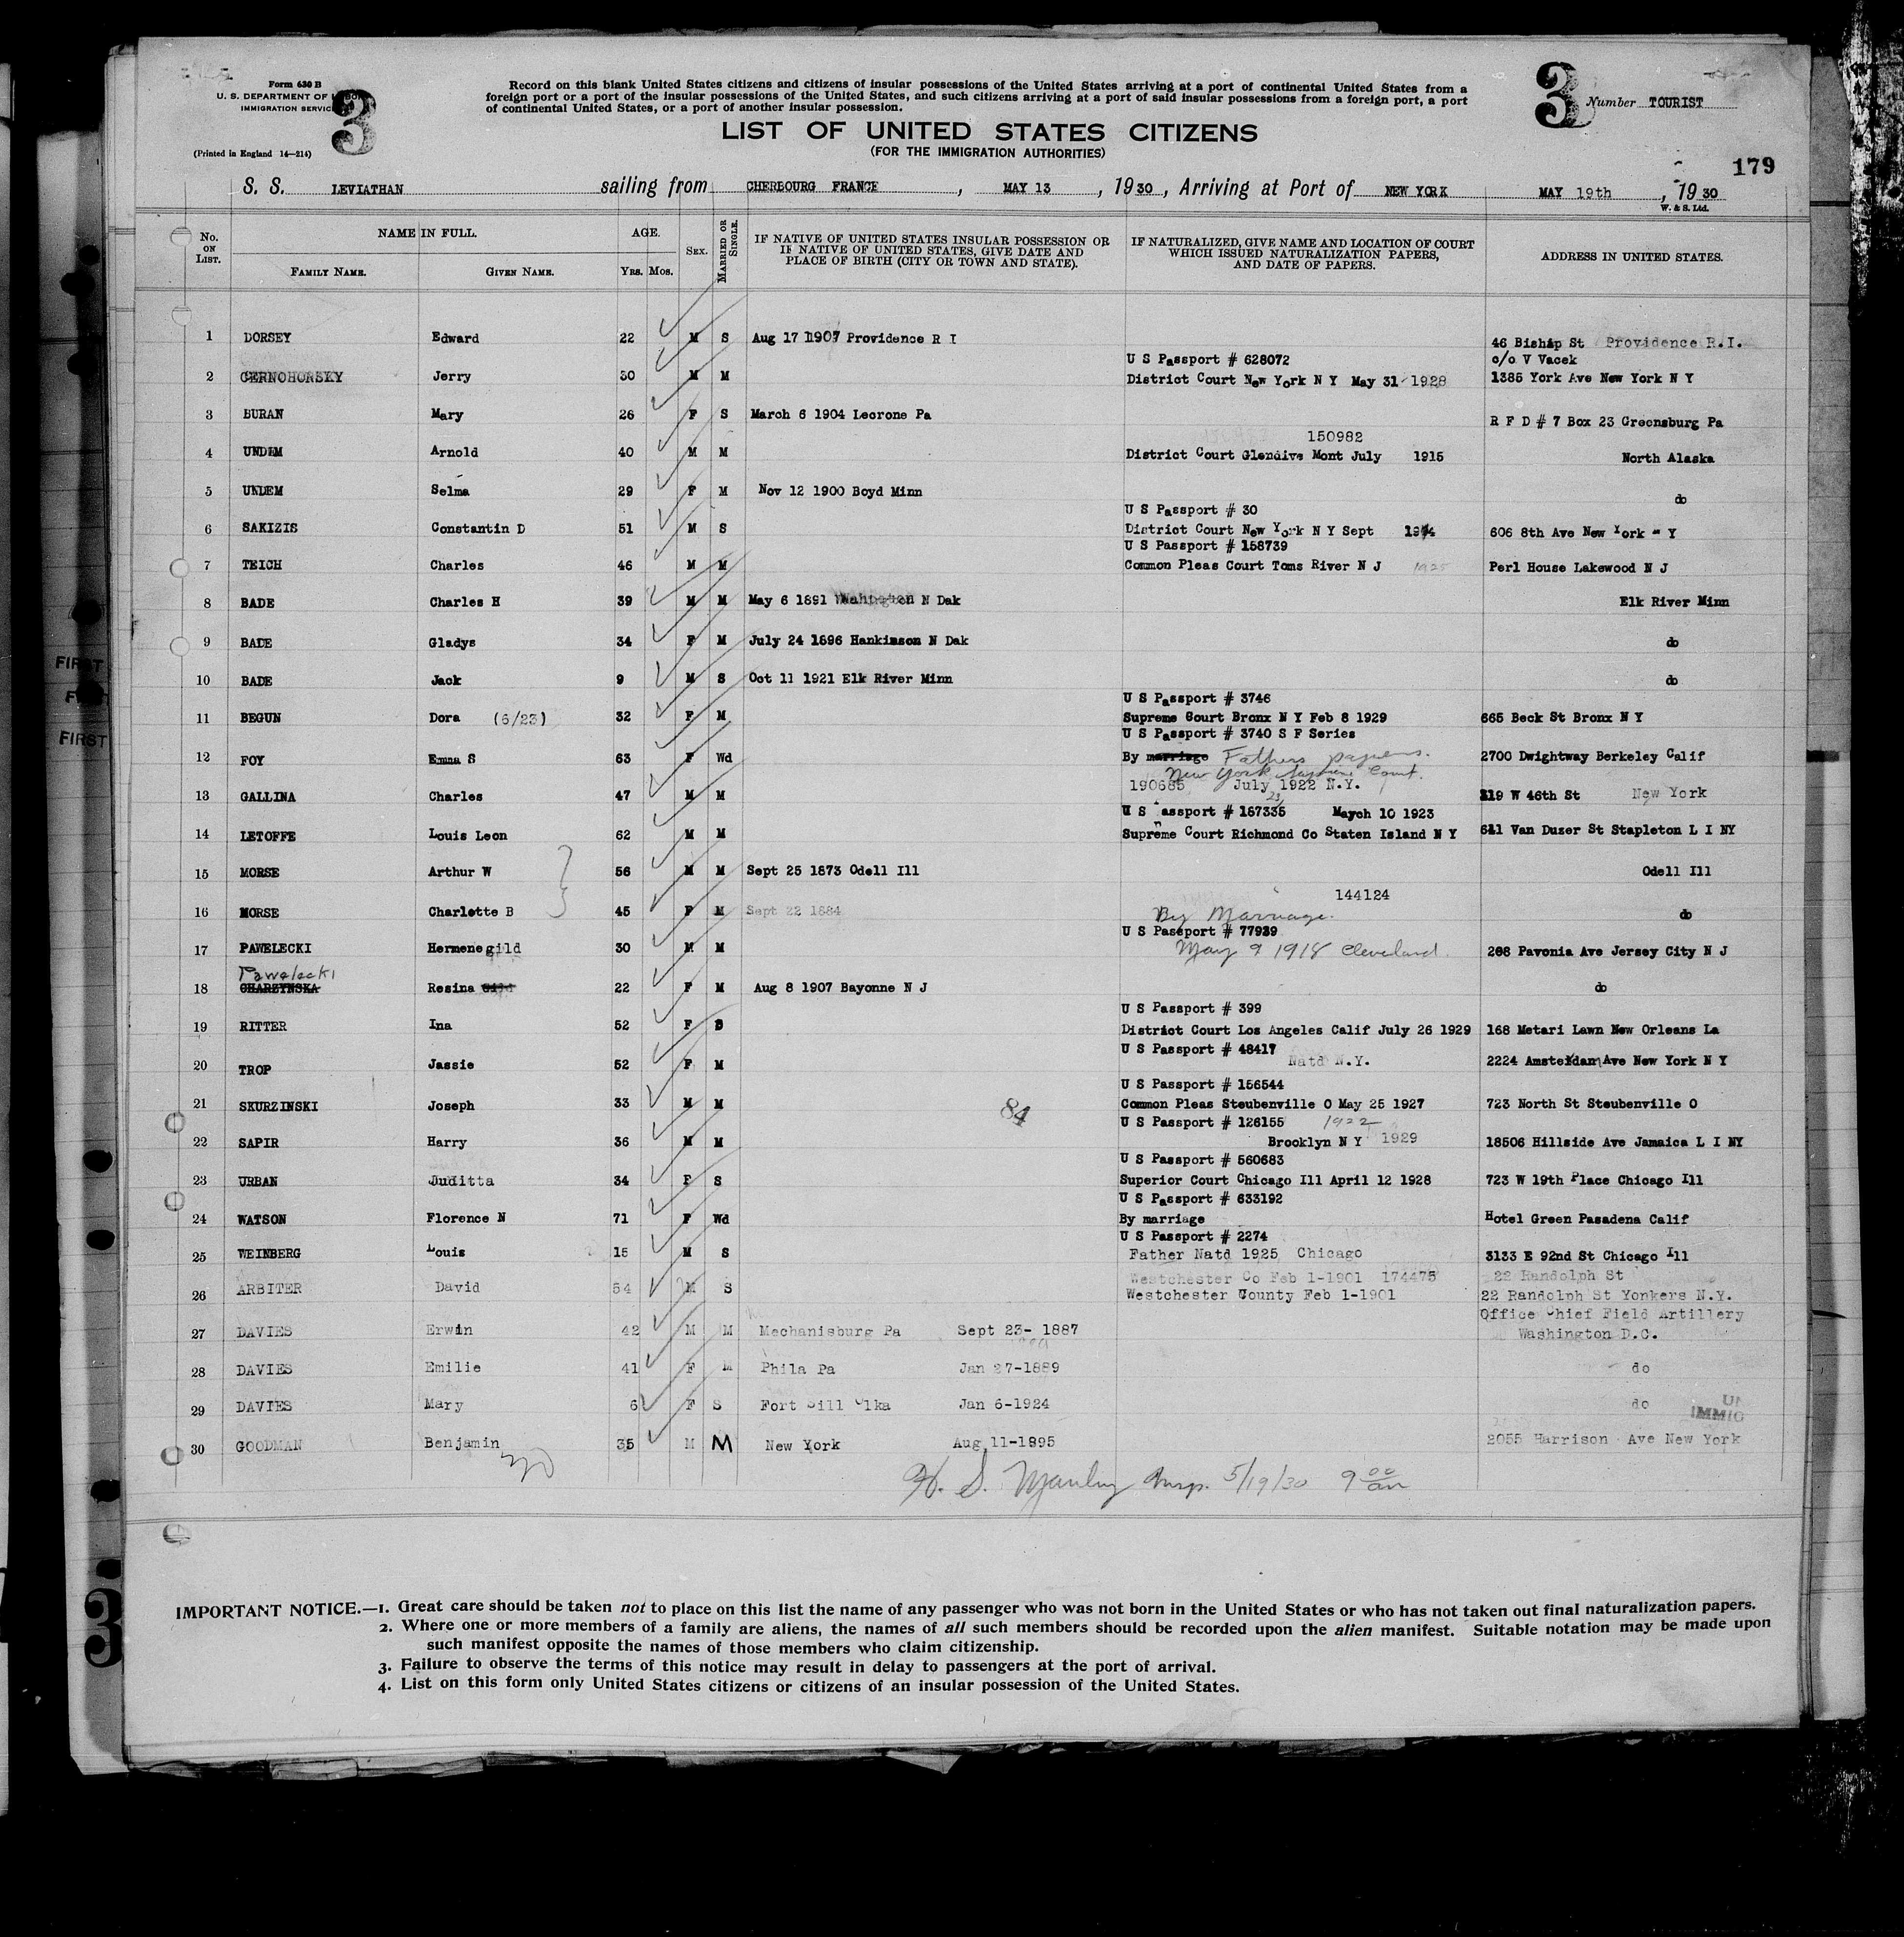 Form 630 B
U. S. DEPARTMENT OF LABOR
IMMIGRATION SERVICE
3
(Printed in England 14—214)
Record on this blank United States citizens and citizens of insular possessions of the United States arriving at a port of continental United States from a
foreign port or a port of the insular possessions of the United States, and such citizens arriving at a port of said insular possessions from a foreign port, a port
of continental United States, or a port of another insular possession.
LIST OF UNITED STATES CITIZENS
(FOR THE IMMIGRATION AUTHORITIES)
3 Number TOURIST
179
S. S. LEVIATHAN sailing from CHERBOURG FRANCE, MAY 13, 1930, Arriving at Port of NEW YORK MAY 19th, 1930
W. & S. Ltd.
No. ON LIST. NAME IN FULL. AGE. SEX. MARRIED OR SINGLE. IF NATIVE OF UNITED STATES INSULAR POSSESSION OR IF NATIVE OF UNITED STATES, GIVE DATE AND PLACE OF BIRTH (CITY OR TOWN AND STATE). IF NATURALIZED, GIVE NAME AND LOCATION OF COURT WHICH ISSUED NATURALIZATION PAPERS, AND DATE OF PAPERS. ADDRESS IN UNITED STATES.
FAMILY NAME. GIVEN NAME. YRS. MOS.
1 DORSEY Edward 22 M S Aug 17 1907 Providence R I 46 Biship St Providence R.I.
U S Passport # 628072 c/o V Vacek
2 CERNOHORSKY Jerry 30 M M District Court New York N Y May 31 1928 1385 York Ave New York N Y
3 BURAN Mary 26 F S March 6 1904 Lecrone Pa R F D # 7 Box 23 Greensburg Pa
150982
4 UNDEM Arnold 40 M M District Court Glendive Mont July 1915 North Alaska
5 UNDEM Selma 29 F M Nov 12 1900 Boyd Minn do
U S Passport # 30
6 SAKIZIS Constantin D 51 M S District Court New York N Y Sept 606 8th Ave New York - Y
U S Passport # 158739
7 TEICH Charles 46 M M Common Pleas Court Toms River N J 1925 Perl House Lakewood N J
8 BADE Charles H 39 M M May 6 1891 N Dak Elk River Minn
9 BADE Gladys 34 F M July 24 1896 Hankinson N Dak do
10 BADE Jack 9 M S Oct 11 1921 Elk River Minn do
U S Passport # 3746
11 BEGUN Dora (6/23) 32 F M Supreme Court Bronx N Y Feb 8 1929 665 Beck St Bronx N Y
U S Passport # 3740 S F Series
12 FOY Emma S 63 F Wd By marriage Fathers papers. 2700 Dwightway Berkeley Calif
New York Supreme Court.
13 GALLINA Charles 47 M M 190685 July 1922 N.Y. 319 W 46th St New York
23
U S Passport # 157335 March 10 1923
14 LETOFFE Louis Leon 62 M M Supreme Court Richmond Co Staten Island N Y 611 Van Duzer St Stapleton L I NY
15 MORSE Arthur W 56 M M Sept 25 1873 Odell Ill Odell Ill
144124
16 MORSE Charlotte B 45 F M Sept 22 1884 By Marriage. do
U S Passport # 77939
17 PAWELECKI Hermenegild 30 M M May 9 1918 Cleveland. 288 Pavonia Ave Jersey City N J
Pawelecki
18 CHARZYNSKA Resina Gild 22 F M Aug 8 1907 Bayonne N J do
U S Passport # 399
19 RITTER Ina 52 F D District Court Los Angeles Calif July 26 1929 168 Metari Lawn New Orleans La
U S Passport # 48417
20 TROP Jassie 52 F M Natd N.Y. 2224 Amsterdam Ave New York N Y
U S Passport # 156544
21 SKURZINSKI Joseph 33 M M 84 Common Pleas Steubenville O May 25 1927 723 North St Steubenville O
U S Passport # 126155 1922
22 SAPIR Harry 36 M M Brooklyn N Y 1929 18506 Hillside Ave Jamaica L I NY
U S Passport # 560683
23 URBAN Juditta 34 F S Superior Court Chicago Ill April 12 1928 723 W 19th Place Chicago Ill
U S Passport # 633192
24 WATSON Florence N 71 F Wd By marriage Hotel Green Pasadena Calif
U S Passport # 2274
25 WEINBERG Louis 15 M S Father Natd 1925 Chicago 3133 E 92nd St Chicago Ill
Westchester Co Feb 1-1901 174475 22 Randolph St
26 ARBITER David 54 M S Westchester County Feb 1-1901 22 Randolph St Yonkers N.Y.
Office Chief Field Artillery
27 DAVIES Erwin 42 M M Mechanisburg Pa Sept 23- 1887 Washington D.C.
28 DAVIES Emilie 41 F M Phila Pa Jan 27-1889 do
29 DAVIES Mary 6 F S Fort Sill Olka Jan 6-1924 do
UN
IMMIG
30 GOODMAN Benjamin 35 M M New York Aug 11-1895 2055 Harrison Ave New York
H. S. Manley Insp. 5/19/30 9 00 am
FIRST
FIRST
FIRST
3
IMPORTANT NOTICE.—1. Great care should be taken not to place on this list the name of any passenger who was not born in the United States or who has not taken out final naturalization papers.
2. Where one or more members of a family are aliens, the names of all such members should be recorded upon the alien manifest. Suitable notation may be made upon
such manifest opposite the names of those members who claim citizenship.
3. Failure to observe the terms of this notice may result in delay to passengers at the port of arrival.
4. List on this form only United States citizens or citizens of an insular possession of the United States.